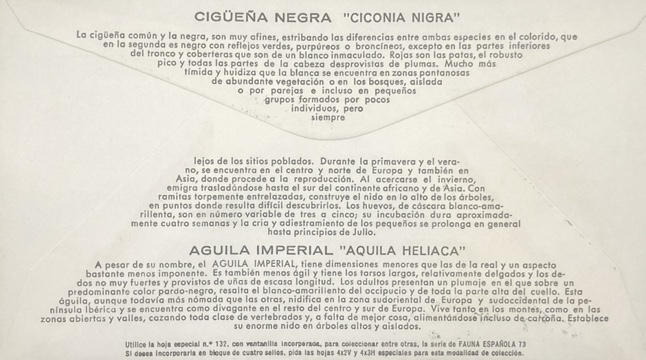 CIGÜEÑA NEGRA "CICONIA NIGRA"
La cigüeña común y la negra, son muy afines, estribando las diferencias entre ambas especies en el colorido, que
en la segunda es negro con reflejos verdes, purpúreos o broncíneos, excepto en las partes inferiores
del tronco y coberteras que son de un blanco inmaculado. Rojas son las patas, el robusto
pico y todas las partes de la cabeza desprovistas de plumas. Mucho más
tímida y huidiza que la blanca se encuentra en zonas pantanosas
de abundante vegetación o en los bosques, aislada
o por parejas e incluso en pequeños
grupos formados por pocos
individuos, pero
siempre
lejos de los sitios poblados. Durante la primavera y el vera-
no, se encuentra en el centro y norte de Europa y también en
Asia, donde procede a la reproducción. Al acercarse el invierno,
emigra trasladándose hasta el sur del continente africano y de Asia. Con
ramitas torpemente entrelazadas, construye el nido en lo alto de los árboles,
en puntos donde resulta difícil descubrirlos. Los huevos, de cáscara blanco-ama-
rillenta, son en número variable de tres a cinco; su incubación dura aproximada-
mente cuatro semanas y la cria y adiestramiento de los pequeños se prolonga en general
hasta principios de Julio.
AGUILA IMPERIAL "AQUILA HELIACA"
A pesar de su nombre, el AGUILA IMPERIAL, tiene dimensiones menores que las de la real y un aspecto
bastante menos imponente. Es también menos ágil y tiene los tarsos largos, relativamente delgados y los de-
dos no muy fuertes y provistos de uñas de escasa longitud. Los adultos presentan un plumaje en el que sobre un
predominante color pardo-negro, resalta el blanco-amarillento del occipucio y de toda la parte alta del cuello. Esta
águila, aunque todavía más nómada que las otras, nidifica en la zona sudoriental de Europa y sudoccidental de la pe-
nínsula Ibérica y se encuentra como divagante en el resto del centro y sur de Europa. Vive tanto en los montes, como en las
zonas abiertas y valles, cazando toda clase de vertebrados y, a falta de mejor cosa, alimentándose incluso de carroña. Establece
su enorme nido en árboles altos y aislados.
Utilice la hoja especial n.º 132, con ventanilla incorporada, para coleccionar entre otras, la serie de FAUNA ESPAÑOLA 73
Si desea incorporarla en bloque de cuatro sellos, pida las hojas 4x2V y 4x3H especiales para esta modalidad de colección.